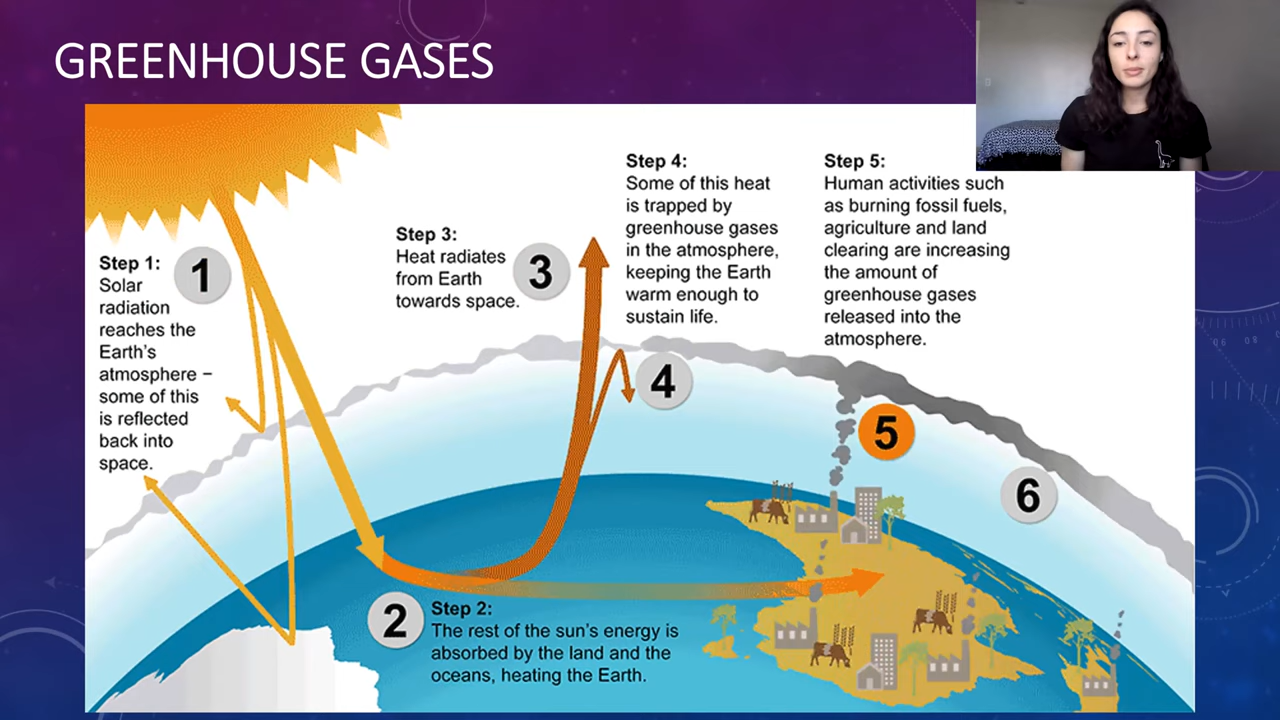 GREENHOUSE GASES
Step 1:
Solar
radiation
reaches the
Earth's
atmosphere –
some of this
is reflected
back into
space.
1
2
Step 2:
The rest of the sun's energy is
absorbed by the land and the
oceans, heating the Earth.
Step 3:
Heat radiates
from Earth
towards space.
3
Step 4:
Some of this heat
is trapped by
greenhouse gases
in the atmosphere,
keeping the Earth
warm enough to
sustain life.
4
Step 5:
Human activities such
as burning fossil fuels,
agriculture and land
clearing are increasing
the amount of
greenhouse gases
released into the
atmosphere.
5
6